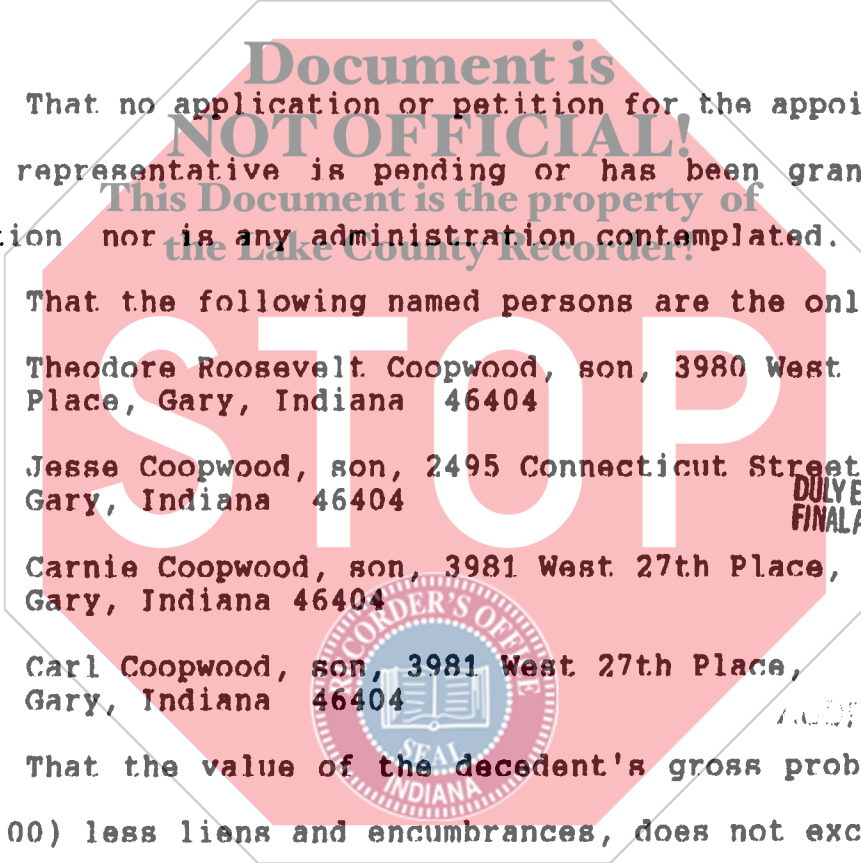 Document is
That no application or petition for the appoi
NOT OFFICIAL!
representative is pending or has been gran
This Document is the property of
tion nor is any administration contemplated.
the Lake County Recorder!
That the following named persons are the onl
STOP
Theodore Roosevelt Coopwood, son, 3980 West
Place, Gary, Indiana 46404
Jesse Coopwood, son, 2495 Connecticut Street
Gary, Indiana 46404
DULY E
FINAL A
Carnie Coopwood, son, 3981 West 27th Place,
Gary, Indiana 46404
RECORDER'S OFFICE
Carl Coopwood, son, 3981 West 27th Place,
Gary, Indiana 46404
SEAL
INDIANA
That the value of the decedent's gross prob
00) less liens and encumbrances, does not exc